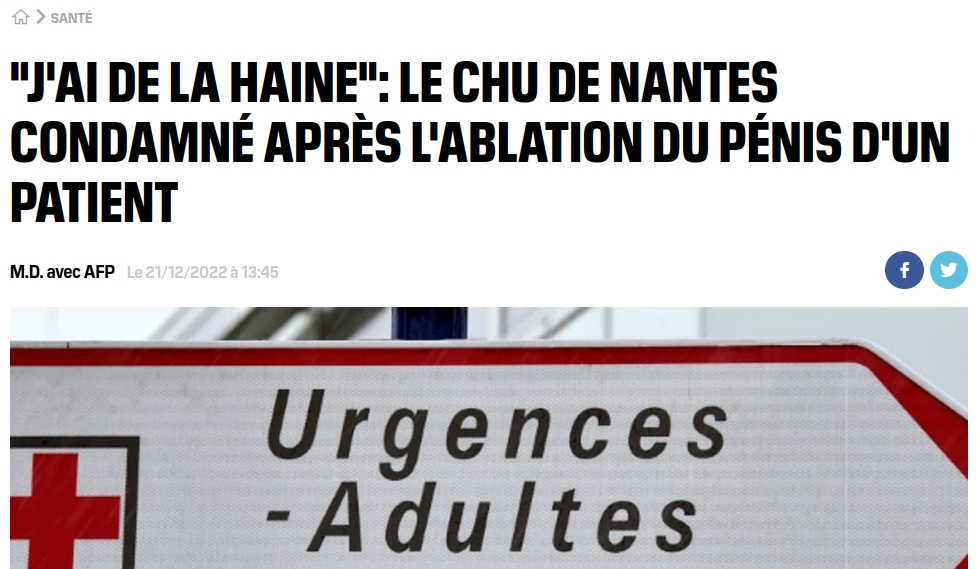 SANTÉ
"J'AI DE LA HAINE": LE CHU DE NANTES
CONDAMNÉ APRÈS L'ABLATION DU PÉNIS D'UN
PATIENT
M.D. avec AFP Le 21/12/2022 à 13:45
Urgences
-Adultes